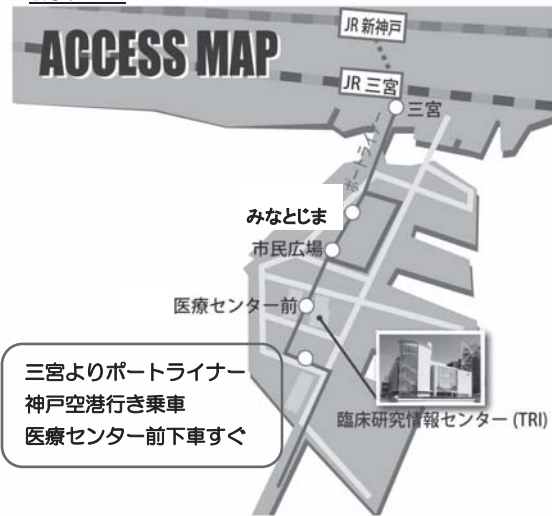 ACCESS MAP
JR 新神戸
JR 三宮
三宮
ポートライナー
みなとじま
市民広場
医療センター前
三宮よりポートライナー
神戸空港行き乗車
医療センター前下車すぐ
臨床研究情報センター (TRI)